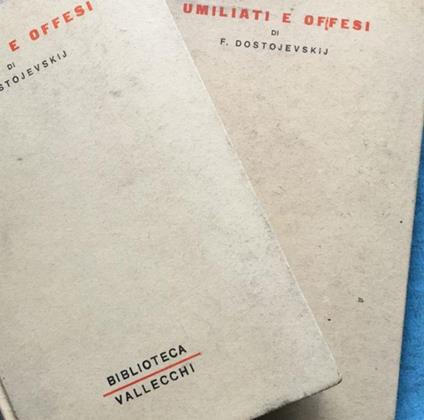 E OFFESI
DI
STOJEVSKIJ
BIBLIOTECA
VALLECCHI
UMILIATI E OFFESI
DI
F. DOSTOJEVSKIJ